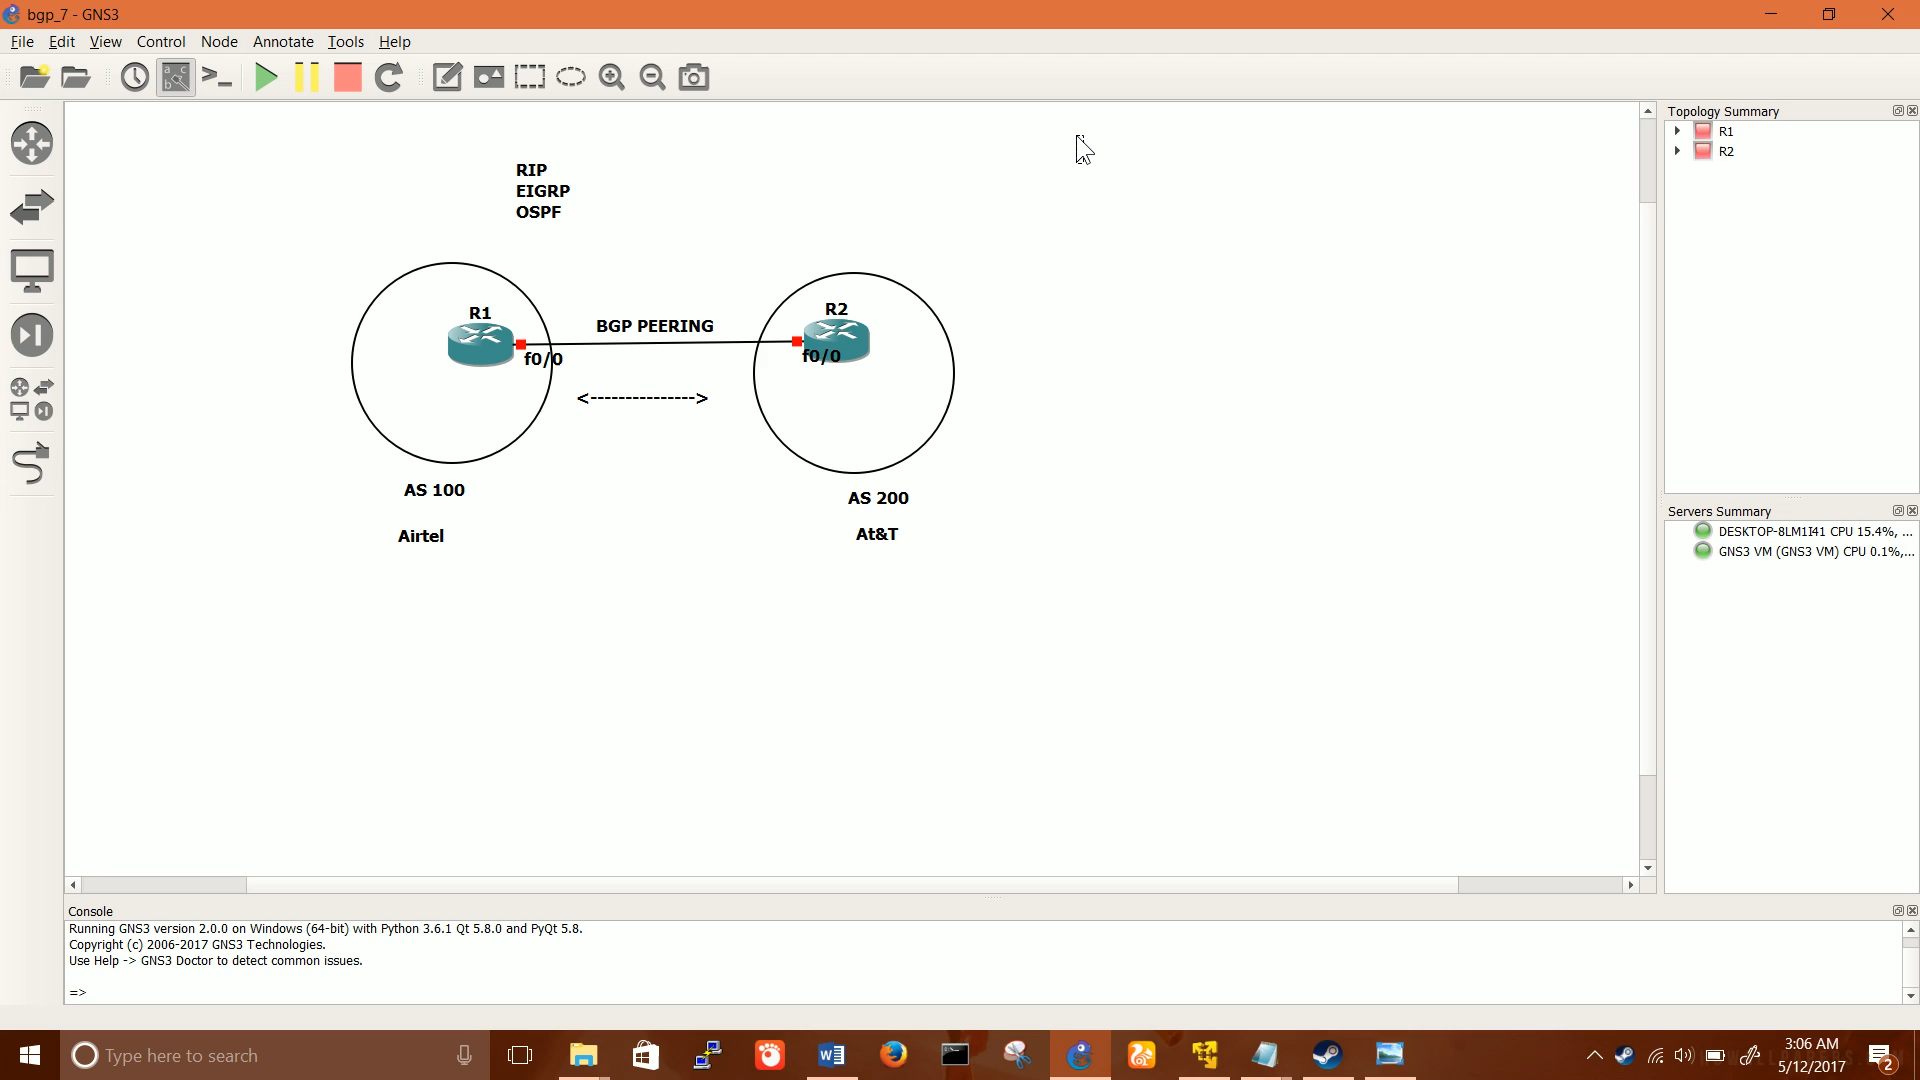 bgp_7 - GNS3
File Edit View Control Node Annotate Tools Help
Topology Summary
R1
R2
RIP
EIGRP
OSPF
R1
R2
BGP PEERING
f0/0
f0/0
<--------------->
AS 100
AS 200
Airtel
At&T
Servers Summary
DESKTOP-8LM1I41 CPU 15.4%, ...
GNS3 VM (GNS3 VM) CPU 0.1%,...
Console
Running GNS3 version 2.0.0 on Windows (64-bit) with Python 3.6.1 Qt 5.8.0 and PyQt 5.8.
Copyright (c) 2006-2017 GNS3 Technologies.
Use Help -> GNS3 Doctor to detect common issues.
=>
Type here to search
3:06 AM
5/12/2017
2